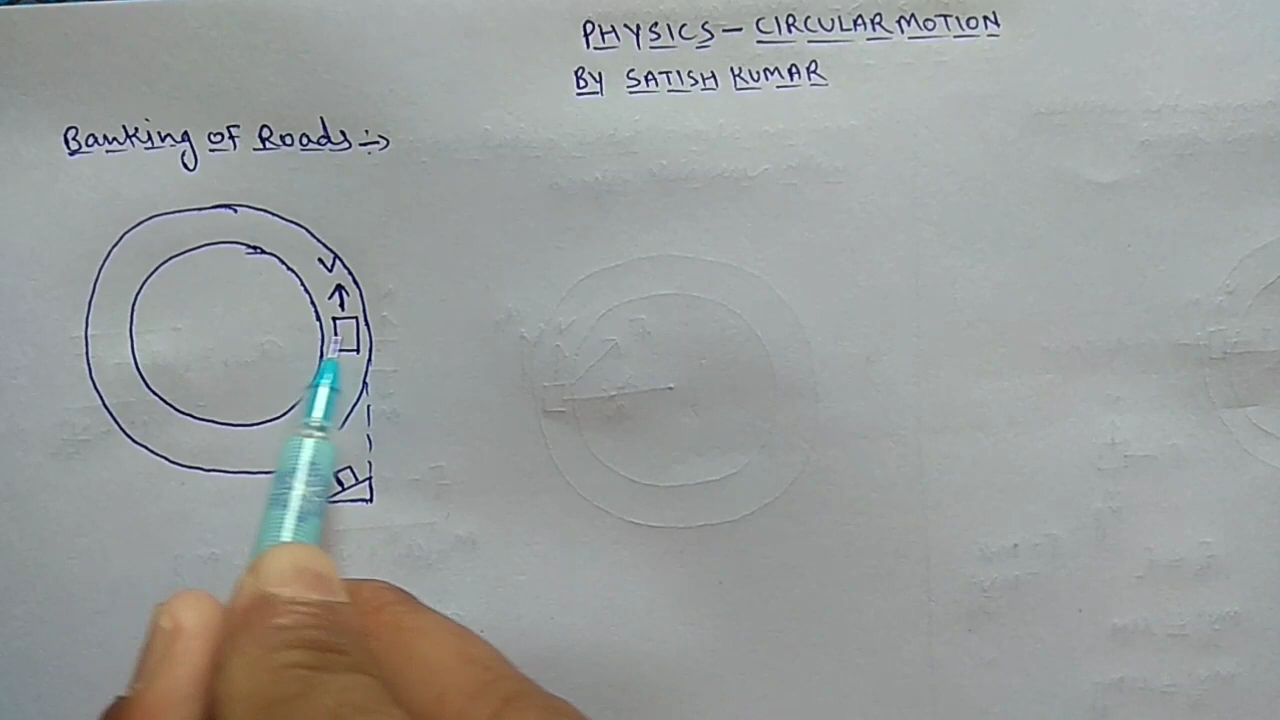 PHYSICS - CIRCULAR MOTION
BY SATISH KUMAR
Banking of Roads :->
V